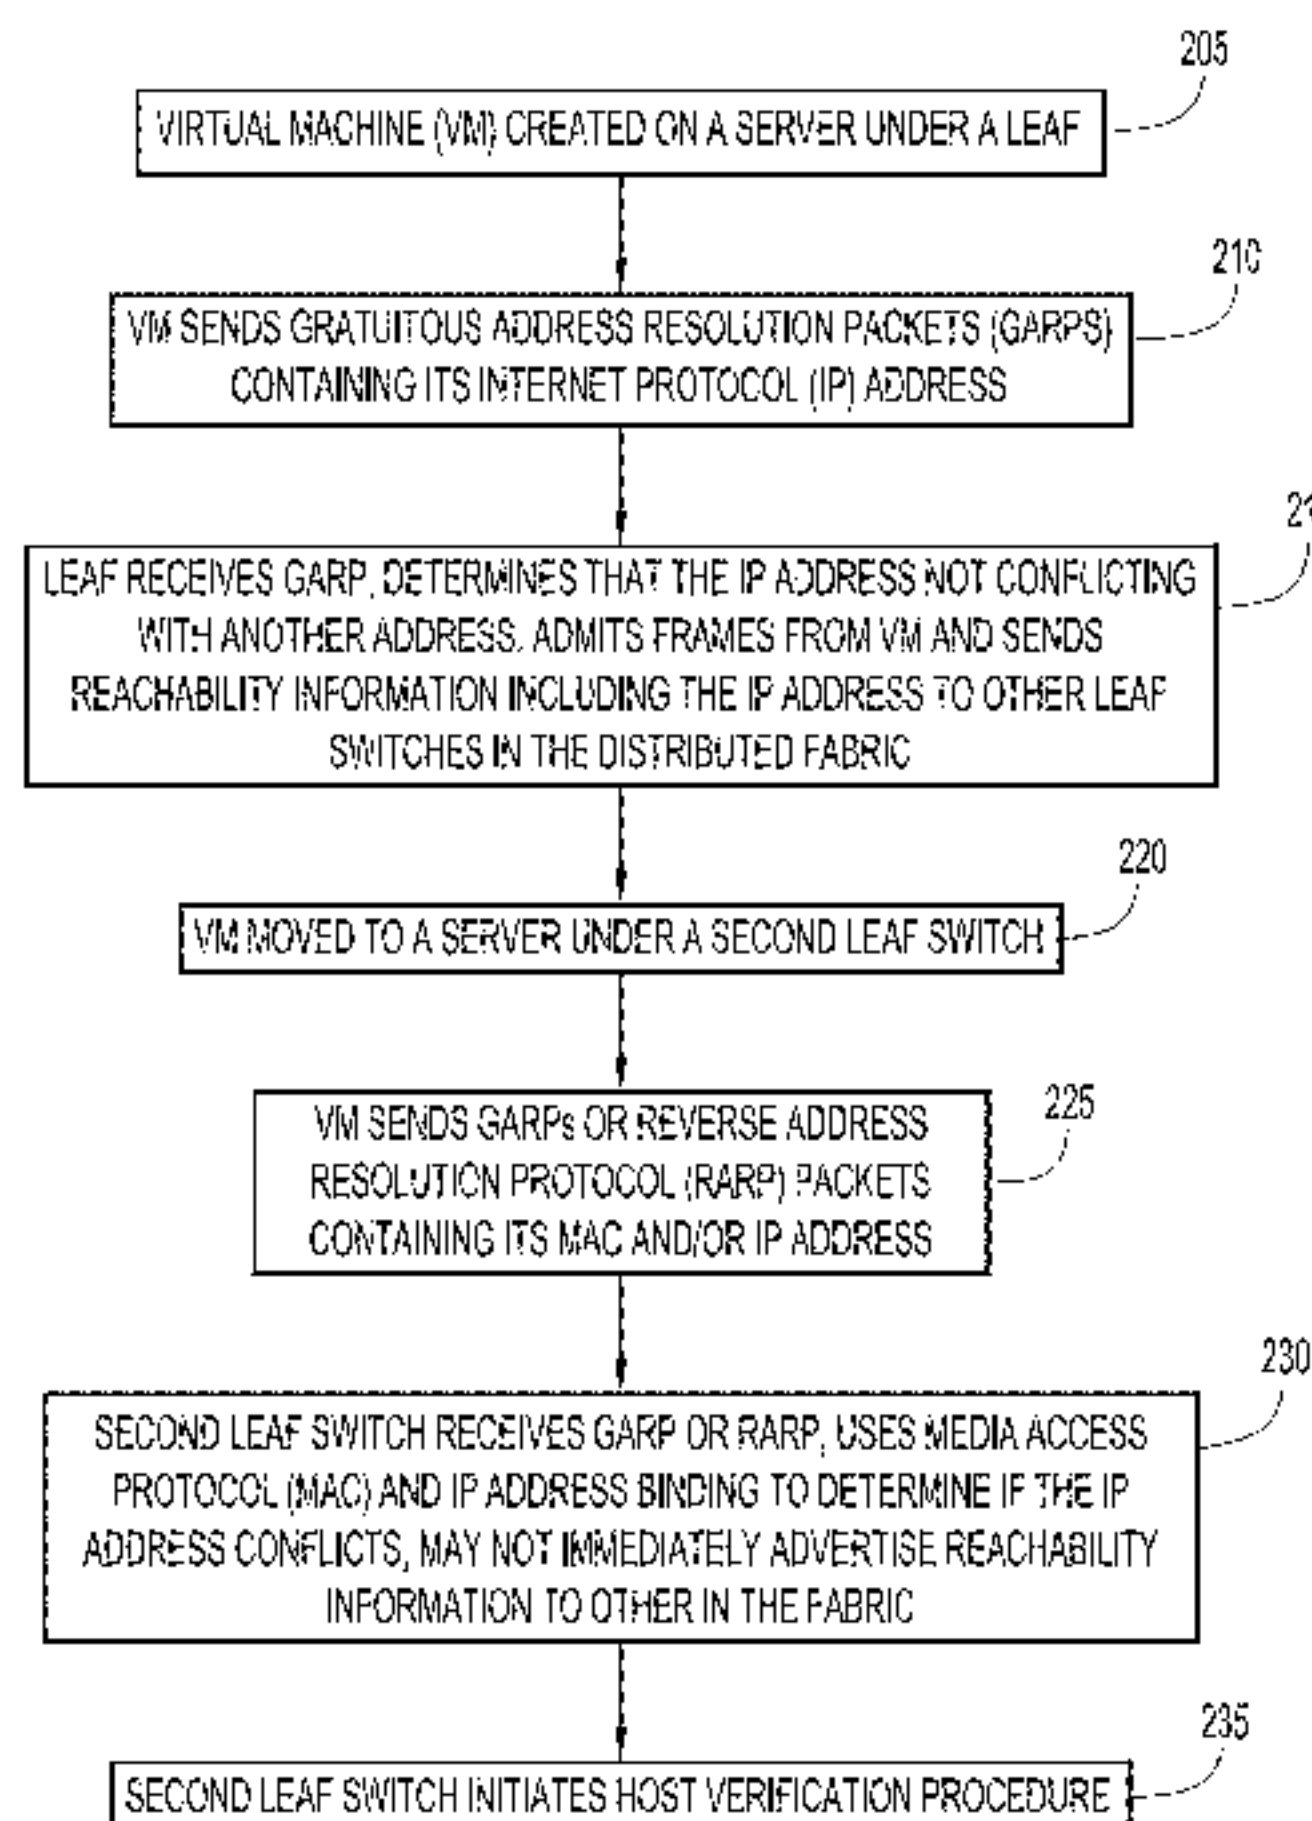 205
VIRTUAL MACHINE (VM) CREATED ON A SERVER UNDER A LEAF
210
VM SENDS GRATUITOUS ADDRESS RESOLUTION PACKETS (GARPS)
CONTAINING ITS INTERNET PROTOCOL (IP) ADDRESS
LEAF RECEIVES GARP, DETERMINES THAT THE IP ADDRESS NOT CONFLICTING
WITH ANOTHER ADDRESS, ADMITS FRAMES FROM VM AND SENDS
REACHABILITY INFORMATION INCLUDING THE IP ADDRESS TO OTHER LEAF
SWITCHES IN THE DISTRIBUTED FABRIC
220
VM MOVED TO A SERVER UNDER A SECOND LEAF SWITCH
225
VM SENDS GARPs OR REVERSE ADDRESS
RESOLUTION PROTOCOL (RARP) PACKETS
CONTAINING ITS MAC AND/OR IP ADDRESS
230
SECOND LEAF SWITCH RECEIVES GARP OR RARP, USES MEDIA ACCESS
PROTOCOL (MAC) AND IP ADDRESS BINDING TO DETERMINE IF THE IP
ADDRESS CONFLICTS, MAY NOT IMMEDIATELY ADVERTISE REACHABILITY
INFORMATION TO OTHER IN THE FABRIC
235
SECOND LEAF SWITCH INITIATES HOST VERIFICATION PROCEDURE